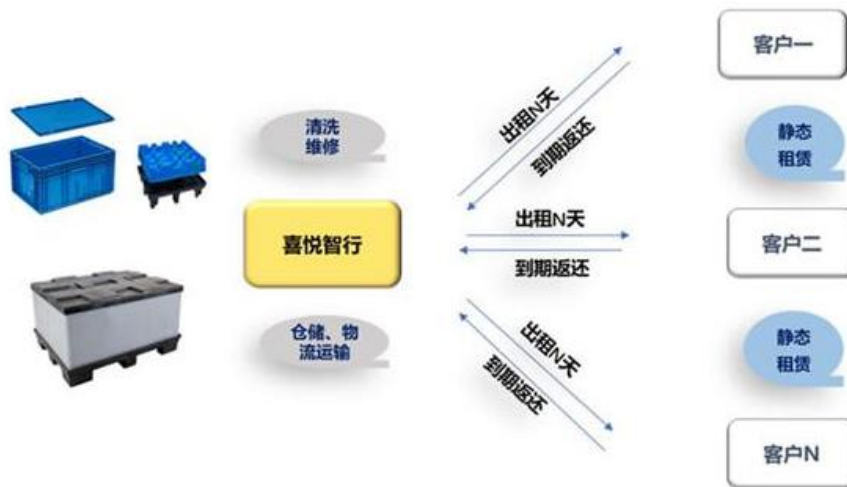 客户一
清洗
维修
出租N天
到期返还
静态
租赁
喜悦智行
出租N天
到期返还
客户二
仓储、物
流运输
出租N天
到期返还
静态
租赁
客户N